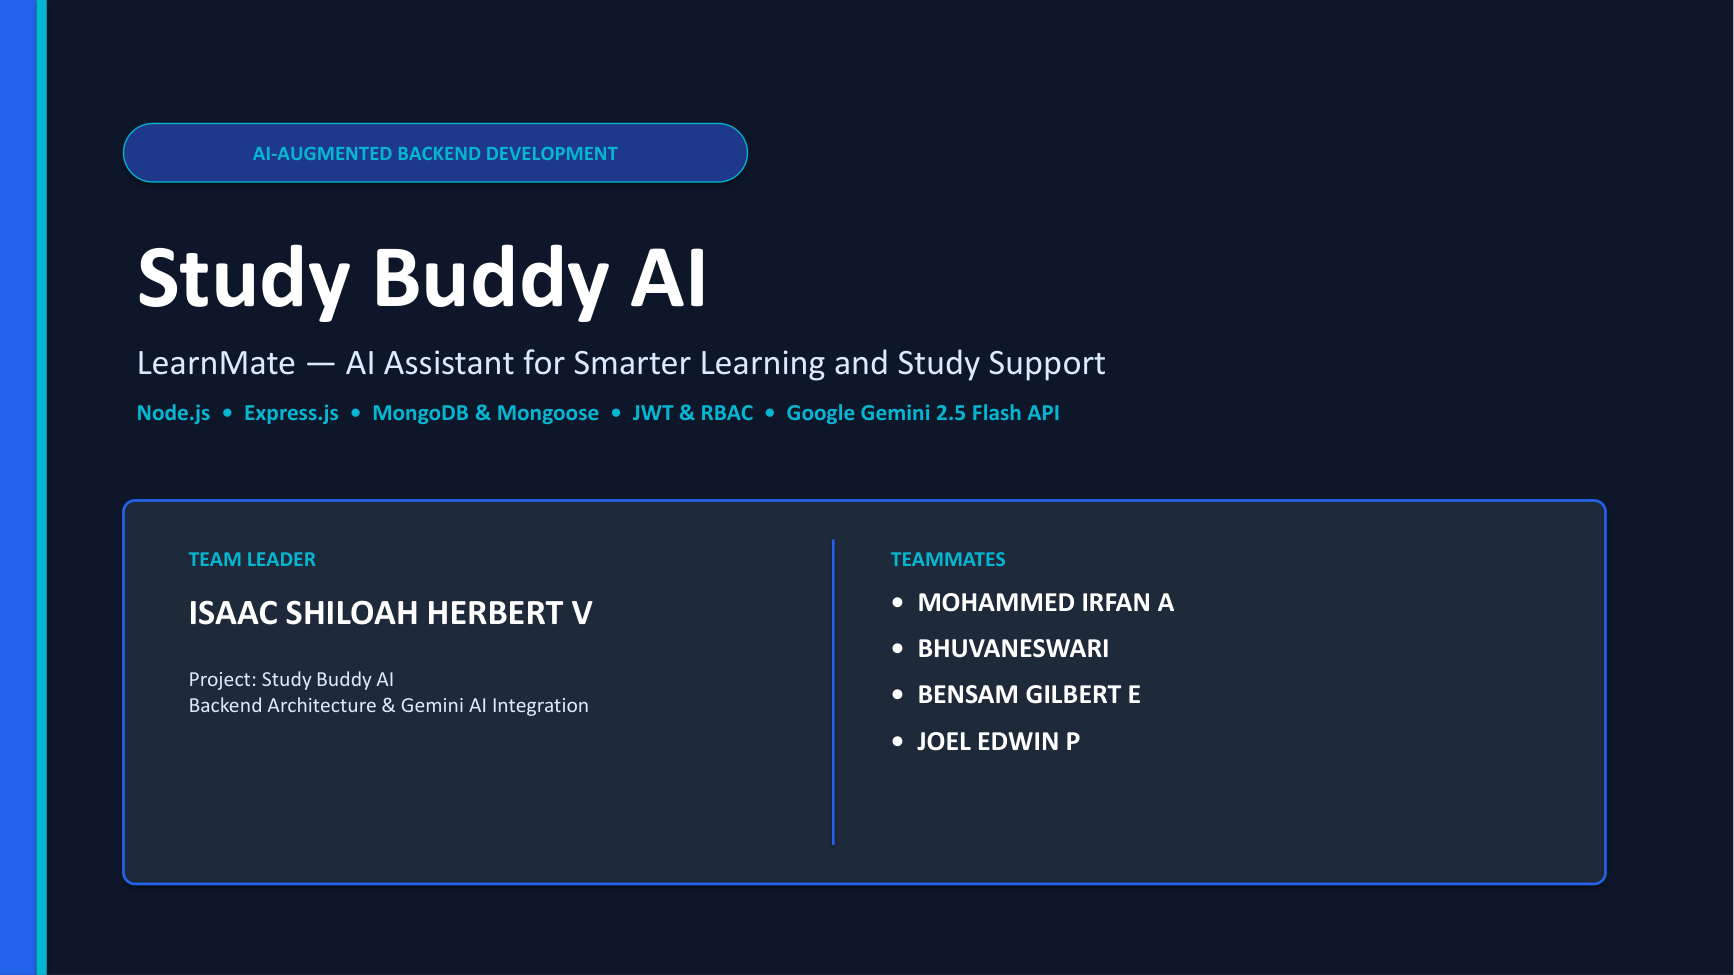 AI-AUGMENTED BACKEND DEVELOPMENT
Study Buddy AI
LearnMate — AI Assistant for Smarter Learning and Study Support
Node.js • Express.js • MongoDB & Mongoose • JWT & RBAC • Google Gemini 2.5 Flash API
TEAM LEADER
ISAAC SHILOAH HERBERT V
Project: Study Buddy AI
Backend Architecture & Gemini AI Integration
TEAMMATES
• MOHAMMED IRFAN A
• BHUVANESWARI
• BENSAM GILBERT E
• JOEL EDWIN P